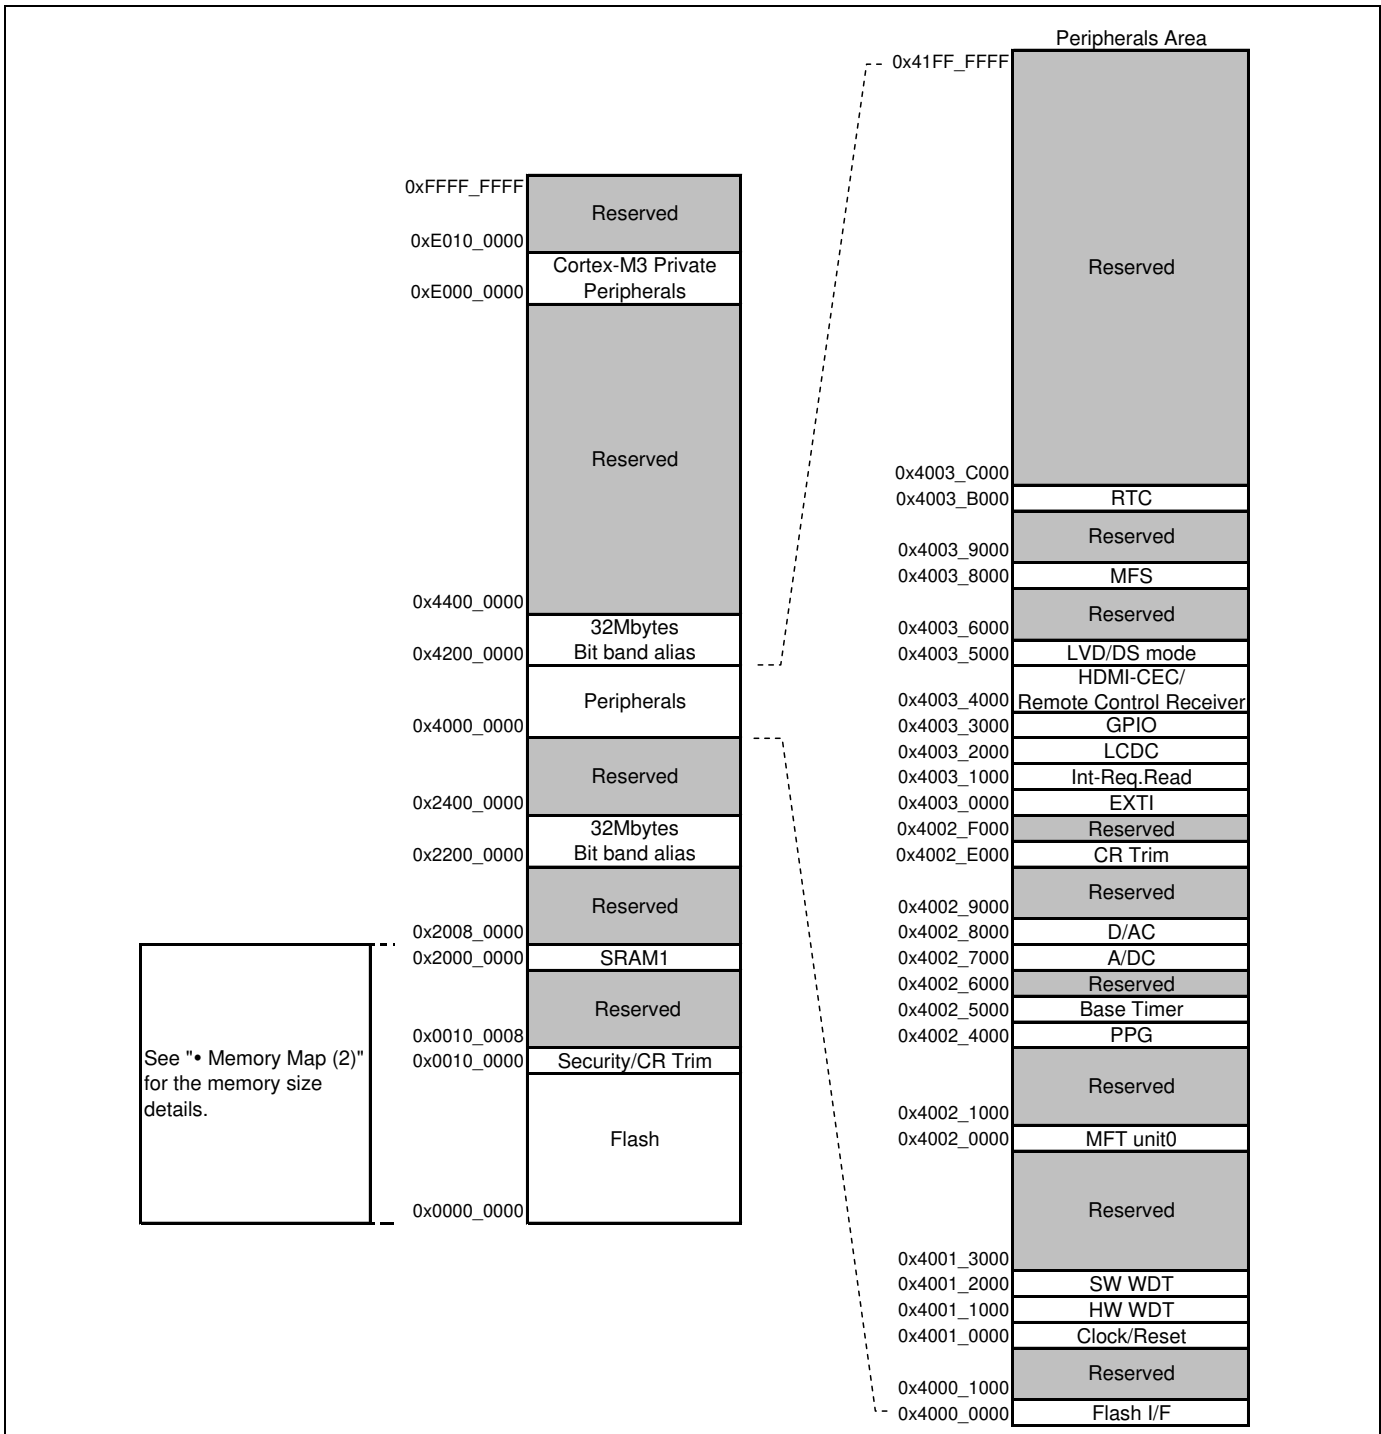 Peripherals Area
0x41FF_FFFF
Reserved
0x4003_C000
0x4003_B000 RTC
Reserved
0x4003_9000
0x4003_8000 MFS
Reserved
0x4003_6000
0x4003_5000 LVD/DS mode
HDMI-CEC/
0x4003_4000 Remote Control Receiver
0x4003_3000 GPIO
0x4003_2000 LCDC
0x4003_1000 Int-Req.Read
0x4003_0000 EXTI
0x4002_F000 Reserved
0x4002_E000 CR Trim
Reserved
0x4002_9000
0x4002_8000 D/AC
0x4002_7000 A/DC
0x4002_6000 Reserved
0x4002_5000 Base Timer
0x4002_4000 PPG
Reserved
0x4002_1000
0x4002_0000 MFT unit0
Reserved
0x4001_3000
0x4001_2000 SW WDT
0x4001_1000 HW WDT
0x4001_0000 Clock/Reset
Reserved
0x4000_1000
0x4000_0000 Flash I/F
0xFFFF_FFFF
Reserved
0xE010_0000
Cortex-M3 Private
0xE000_0000 Peripherals
Reserved
0x4400_0000
32Mbytes
0x4200_0000 Bit band alias
Peripherals
0x4000_0000
Reserved
0x2400_0000
32Mbytes
0x2200_0000 Bit band alias
Reserved
0x2008_0000
0x2000_0000 SRAM1
Reserved
0x0010_0008
0x0010_0000 Security/CR Trim
Flash
0x0000_0000
See "• Memory Map (2)"
for the memory size
details.